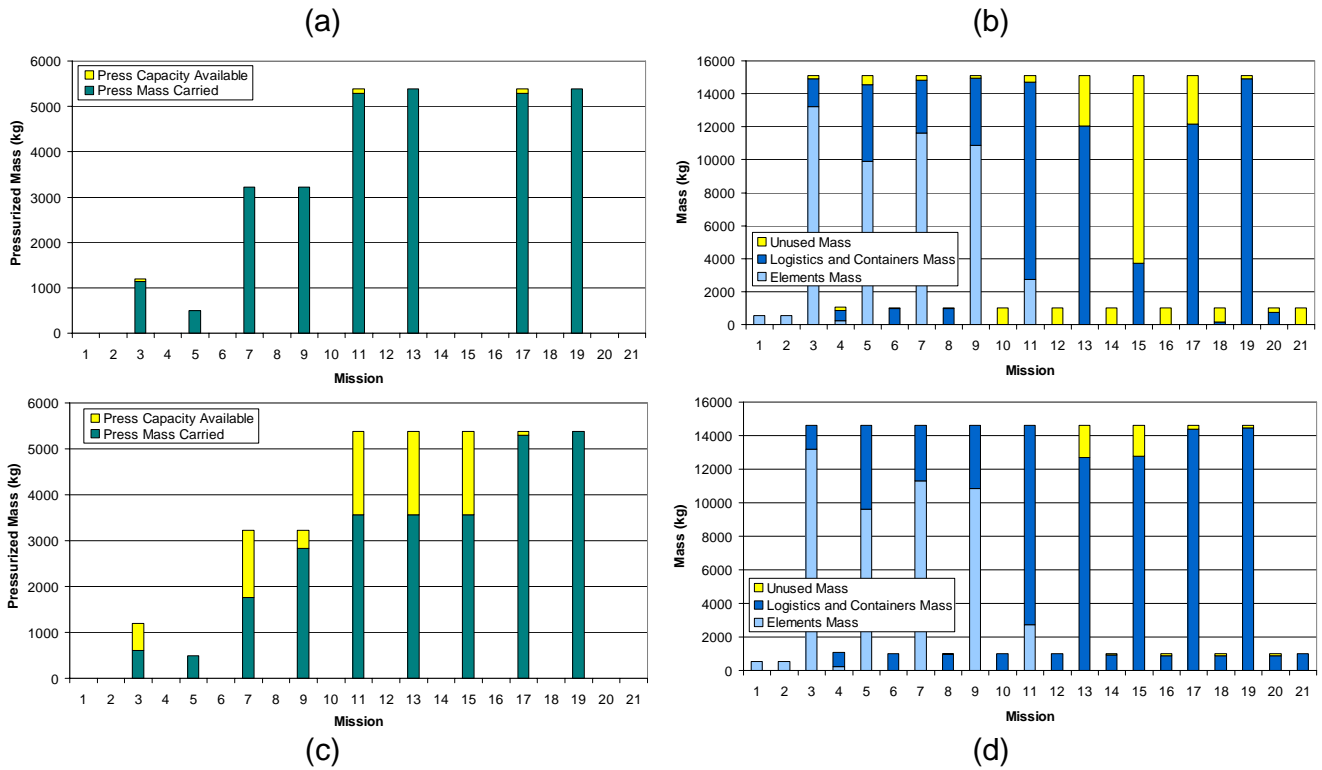 (a)
6000
5000
4000
3000
2000
1000
0
Pressurized Mass (kg)
Press Capacity Available
Press Mass Carried
1 2 3 4 5 6 7 8 9 10 11 12 13 14 15 16 17 18 19 20 21
Mission
(b)
16000
14000
12000
10000
8000
6000
4000
2000
0
Mass (kg)
Unused Mass
Logistics and Containers Mass
Elements Mass
1 2 3 4 5 6 7 8 9 10 11 12 13 14 15 16 17 18 19 20 21
Mission
6000
5000
4000
3000
2000
1000
0
Pressurized Mass (kg)
Press Capacity Available
Press Mass Carried
1 2 3 4 5 6 7 8 9 10 11 12 13 14 15 16 17 18 19 20 21
Mission
(c)
16000
14000
12000
10000
8000
6000
4000
2000
0
Mass (kg)
Unused Mass
Logistics and Containers Mass
Elements Mass
1 2 3 4 5 6 7 8 9 10 11 12 13 14 15 16 17 18 19 20 21
Mission
(d)